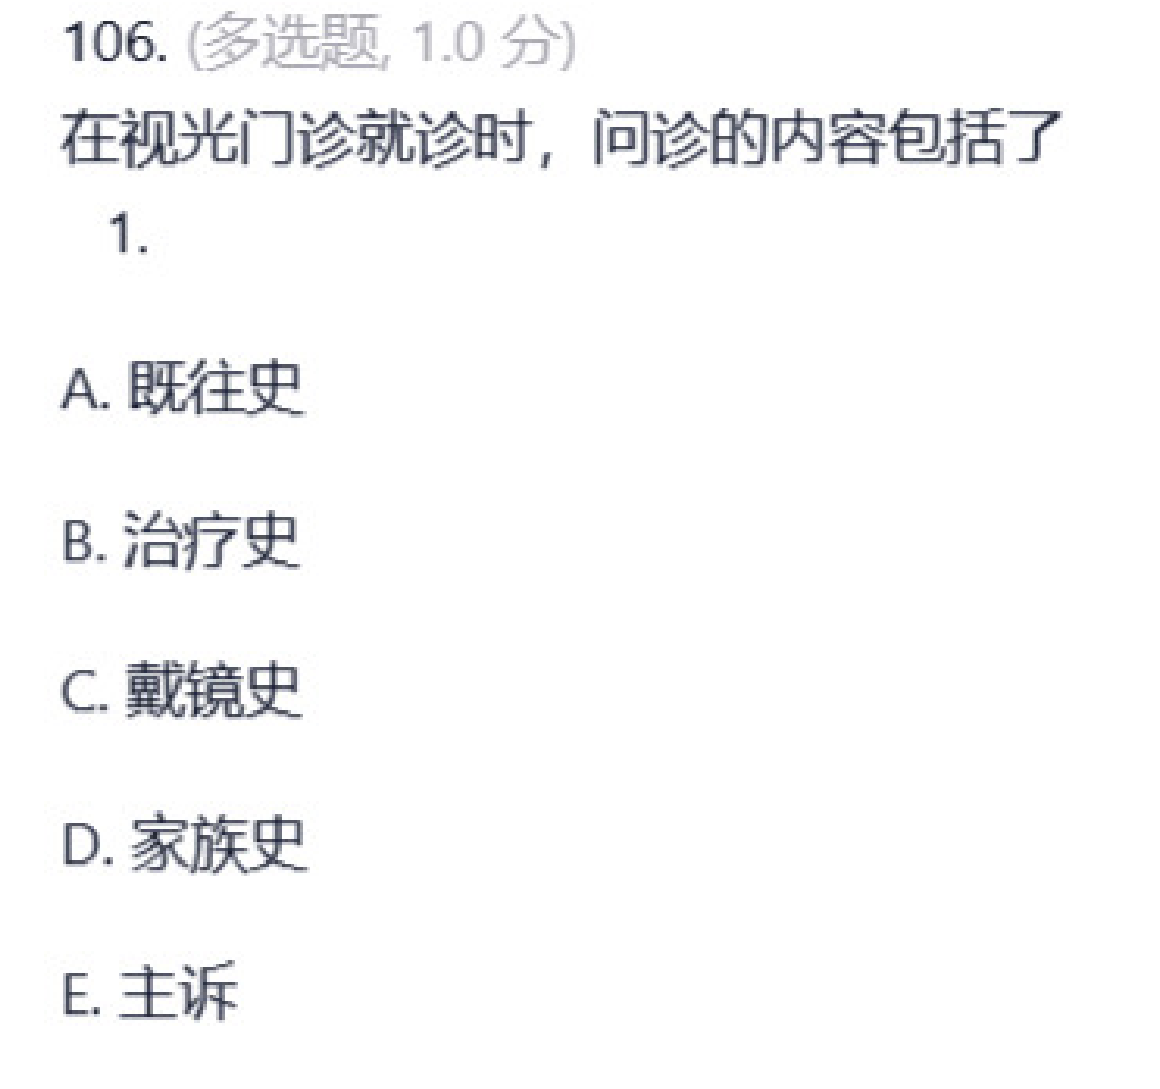 106. (多选题, 1.0 分)
在视光门诊就诊时，问诊的内容包括了
1.
A. 既往史
B. 治疗史
C. 戴镜史
D. 家族史
E. 主诉